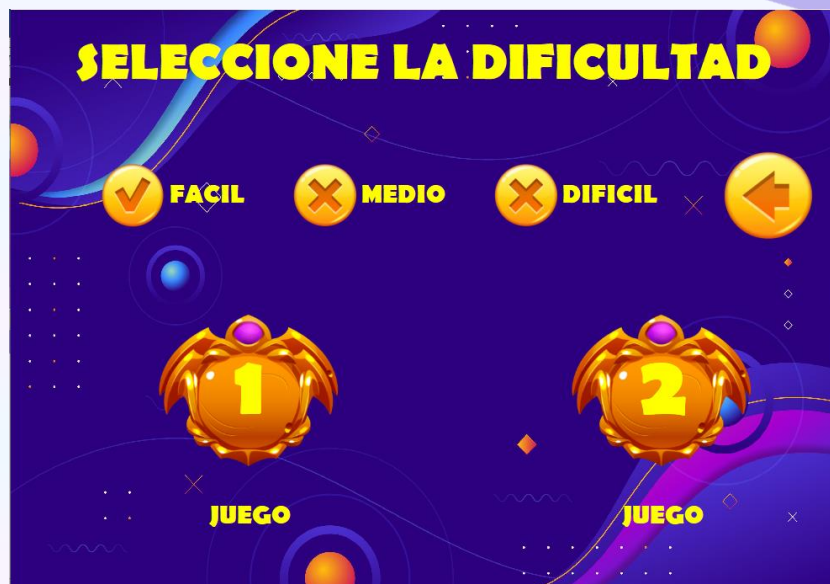 SELECCIONE LA DIFICULTAD
FACIL MEDIO DIFICIL
1 2
JUEGO JUEGO